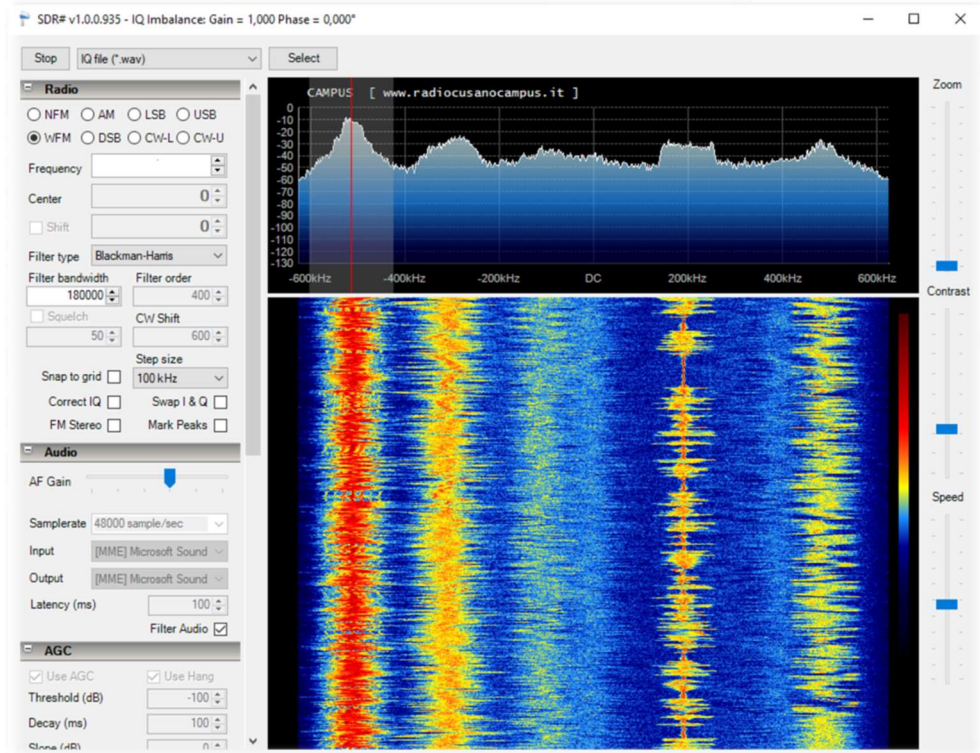 SDR# v1.0.0.935 - IQ Imbalance: Gain = 1,000 Phase = 0,000°
Stop IQ file (*.wav) Select
Radio
NFM AM LSB USB
WFM DSB CW-L CW-U
Frequency
Center 0
Shift 0
Filter type Blackman-Harris
Filter bandwidth Filter order
180000 400
Squelch CW Shift
50 600
Step size
Snap to grid 100 kHz
Correct IQ Swap I & Q
FM Stereo Mark Peaks
Audio
AF Gain
Samplerate 48000 sample/sec
Input [MME] Microsoft Sound
Output [MME] Microsoft Sound
Latency (ms) 100
Filter Audio
AGC
Use AGC Use Hang
Threshold (dB) -100
Decay (ms) 100
Slope (dB) 0
CAMPUS [ www.radiocusanocampus.it ]
0
-10
-20
-30
-40
-50
-60
-70
-80
-90
-100
-110
-120
-130
-600kHz -400kHz -200kHz DC 200kHz 400kHz 600kHz
Zoom
Contrast
Speed